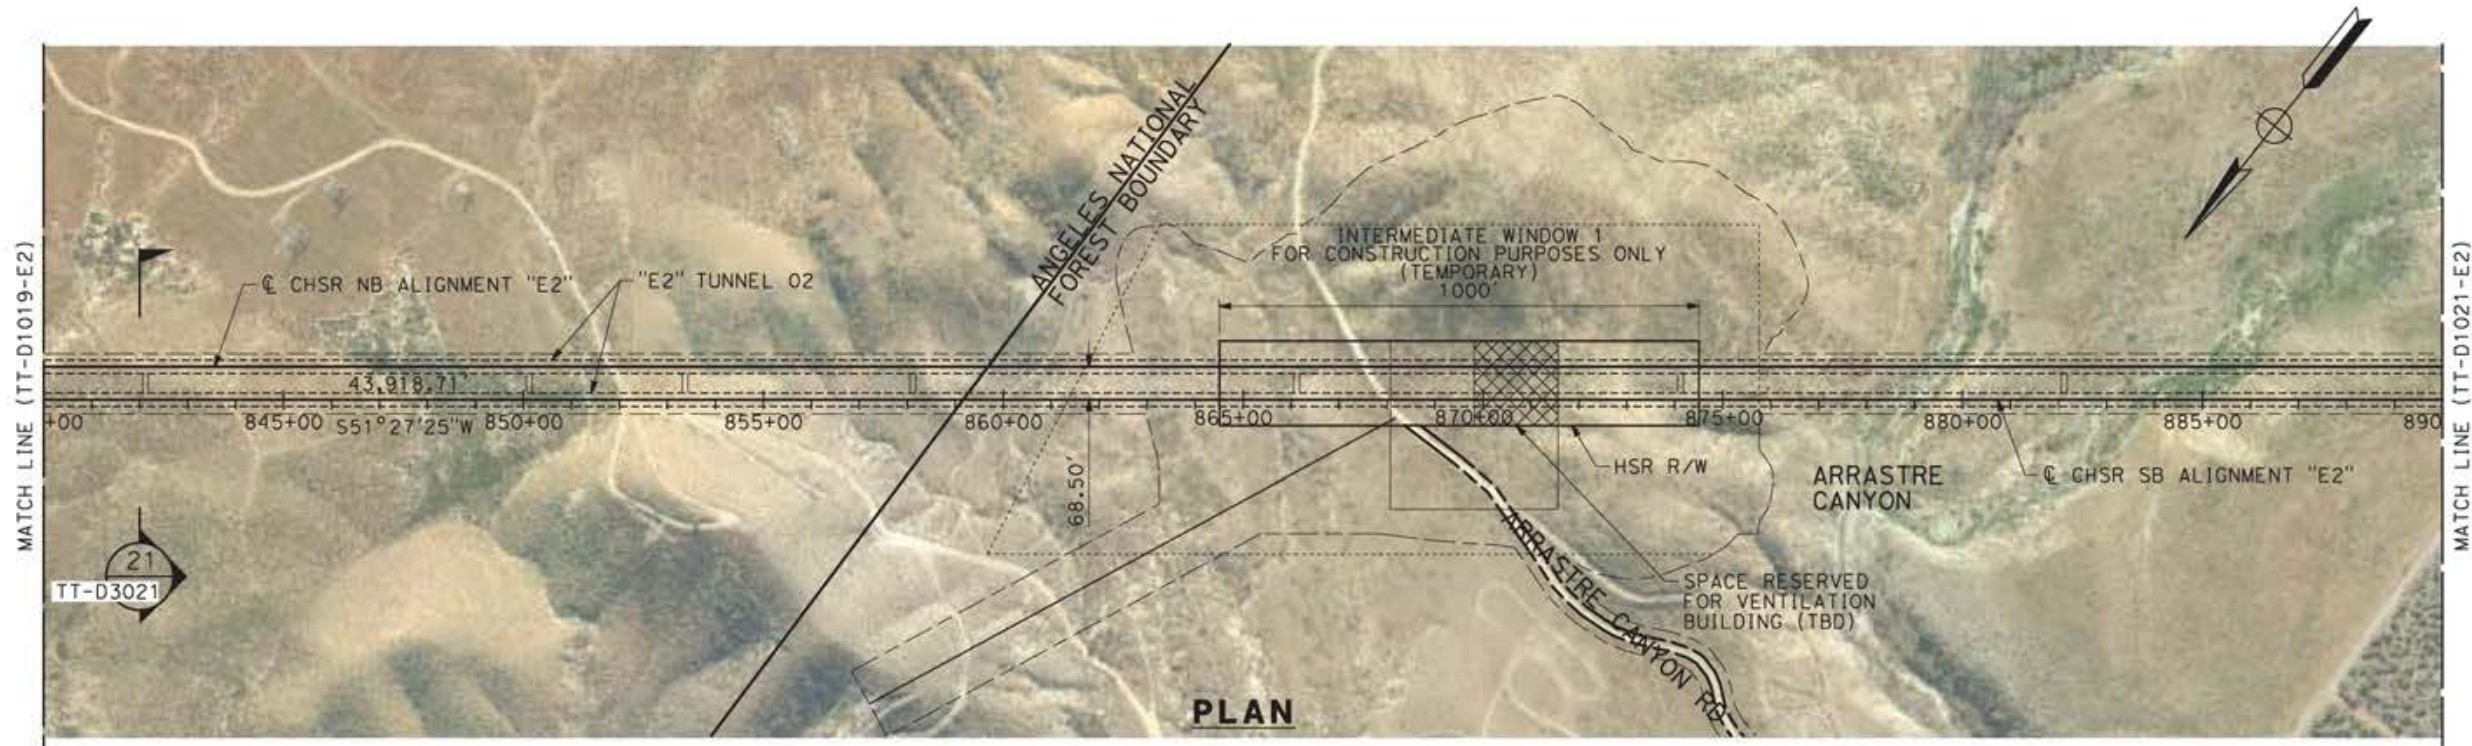 MATCH LINE (TT-D1019-E2)
ANGELES NATIONAL
FOREST BOUNDARY
INTERMEDIATE WINDOW 1
FOR CONSTRUCTION PURPOSES ONLY
(TEMPORARY)
1000'
℄ CHSR NB ALIGNMENT "E2"
"E2" TUNNEL 02
43,918.71'
+00
845+00
S51°27'25"W
850+00
855+00
860+00
865+00
870+00
875+00
880+00
885+00
890
68.50'
HSR R/W
ARRASTRE
CANYON
℄ CHSR SB ALIGNMENT "E2"
21
TT-D3021
ARRASTRE CANYON RD
SPACE RESERVED
FOR VENTILATION
BUILDING (TBD)
PLAN
MATCH LINE (TT-D1021-E2)